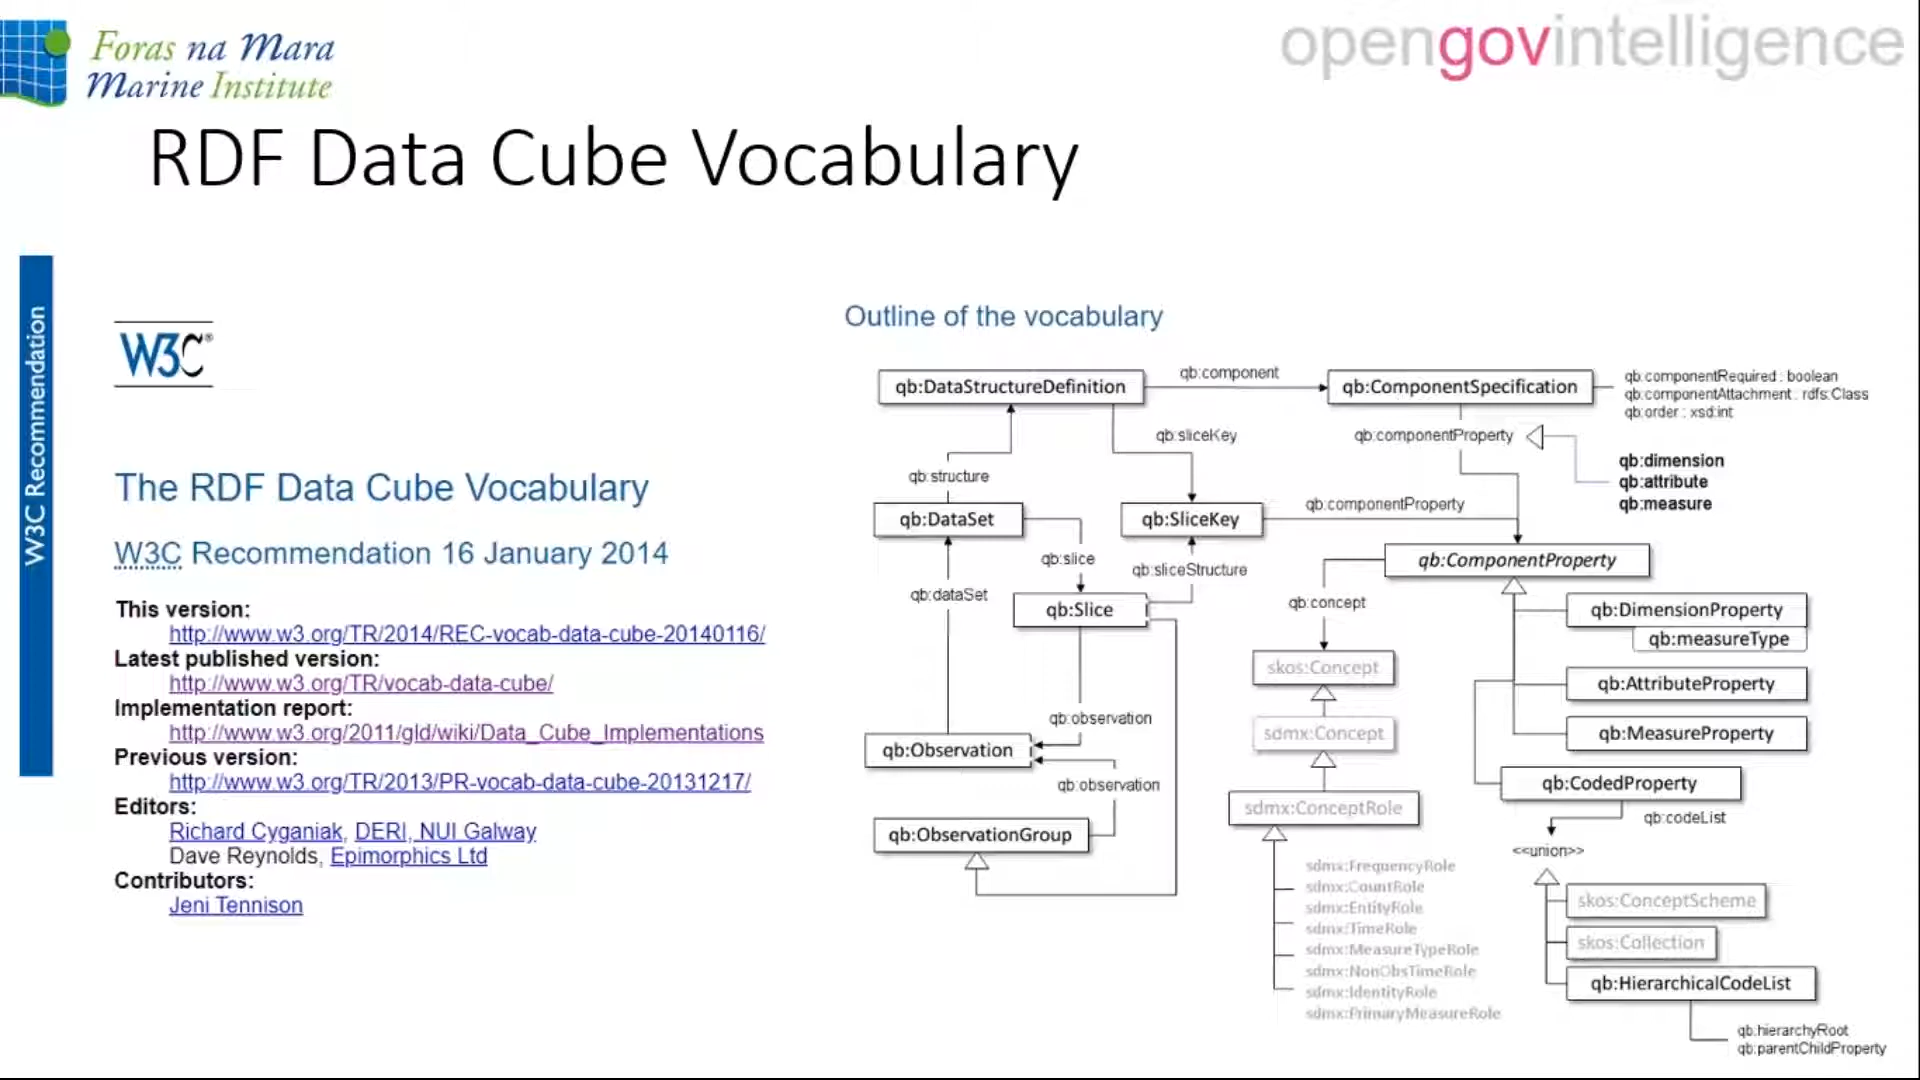 Foras na Mara
Marine Institute
opengovintelligence
RDF Data Cube Vocabulary
W3C Recommendation
W3C®
The RDF Data Cube Vocabulary
W3C Recommendation 16 January 2014
This version:
http://www.w3.org/TR/2014/REC-vocab-data-cube-20140116/
Latest published version:
http://www.w3.org/TR/vocab-data-cube/
Implementation report:
http://www.w3.org/2011/gld/wiki/Data_Cube_Implementations
Previous version:
http://www.w3.org/TR/2013/PR-vocab-data-cube-20131217/
Editors:
Richard Cyganiak, DERI, NUI Galway
Dave Reynolds, Epimorphics Ltd
Contributors:
Jeni Tennison
Outline of the vocabulary
qb:DataStructureDefinition
qb:component
qb:ComponentSpecification
qb:componentRequired : boolean
qb:componentAttachment : rdfs:Class
qb:order : xsd:int
qb:sliceKey
qb:componentProperty
qb:dimension
qb:attribute
qb:measure
qb:structure
qb:DataSet
qb:SliceKey
qb:componentProperty
qb:slice
qb:sliceStructure
qb:ComponentProperty
qb:dataSet
qb:Slice
qb:concept
qb:DimensionProperty
qb:measureType
skos:Concept
qb:AttributeProperty
qb:observation
sdmx:Concept
qb:MeasureProperty
qb:Observation
qb:observation
qb:CodedProperty
sdmx:ConceptRole
qb:codeList
qb:ObservationGroup
<<union>>
sdmx:FrequencyRole
sdmx:CountRole
sdmx:EntityRole
sdmx:TimeRole
sdmx:MeasureTypeRole
sdmx:NonObsTimeRole
sdmx:IdentityRole
sdmx:PrimaryMeasureRole
skos:ConceptScheme
skos:Collection
qb:HierarchicalCodeList
qb:hierarchyRoot
qb:parentChildProperty